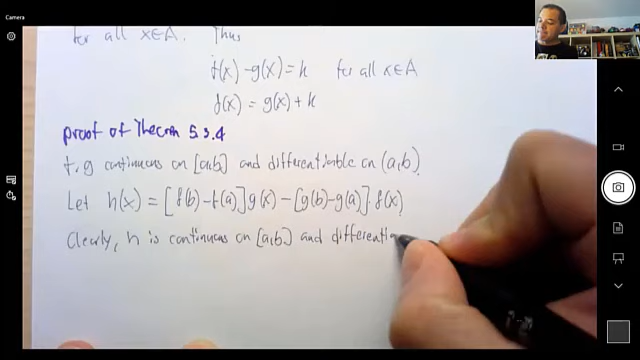 for all x∈A. Thus
f(x) - g(x) = k for all x∈A
f(x) = g(x) + k
proof of Theorem 5.3.4
f, g continuous on [a,b] and differentiable on (a,b)
Let h(x) = [f(b) - f(a)] g(x) - [g(b) - g(a)] f(x)
Clearly, h is continuous on [a,b] and differentia
Camera